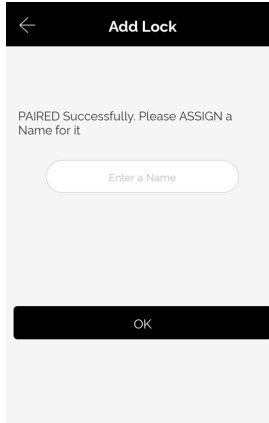 Add Lock
PAIRED Successfully. Please ASSIGN a
Name for it
Enter a Name
OK